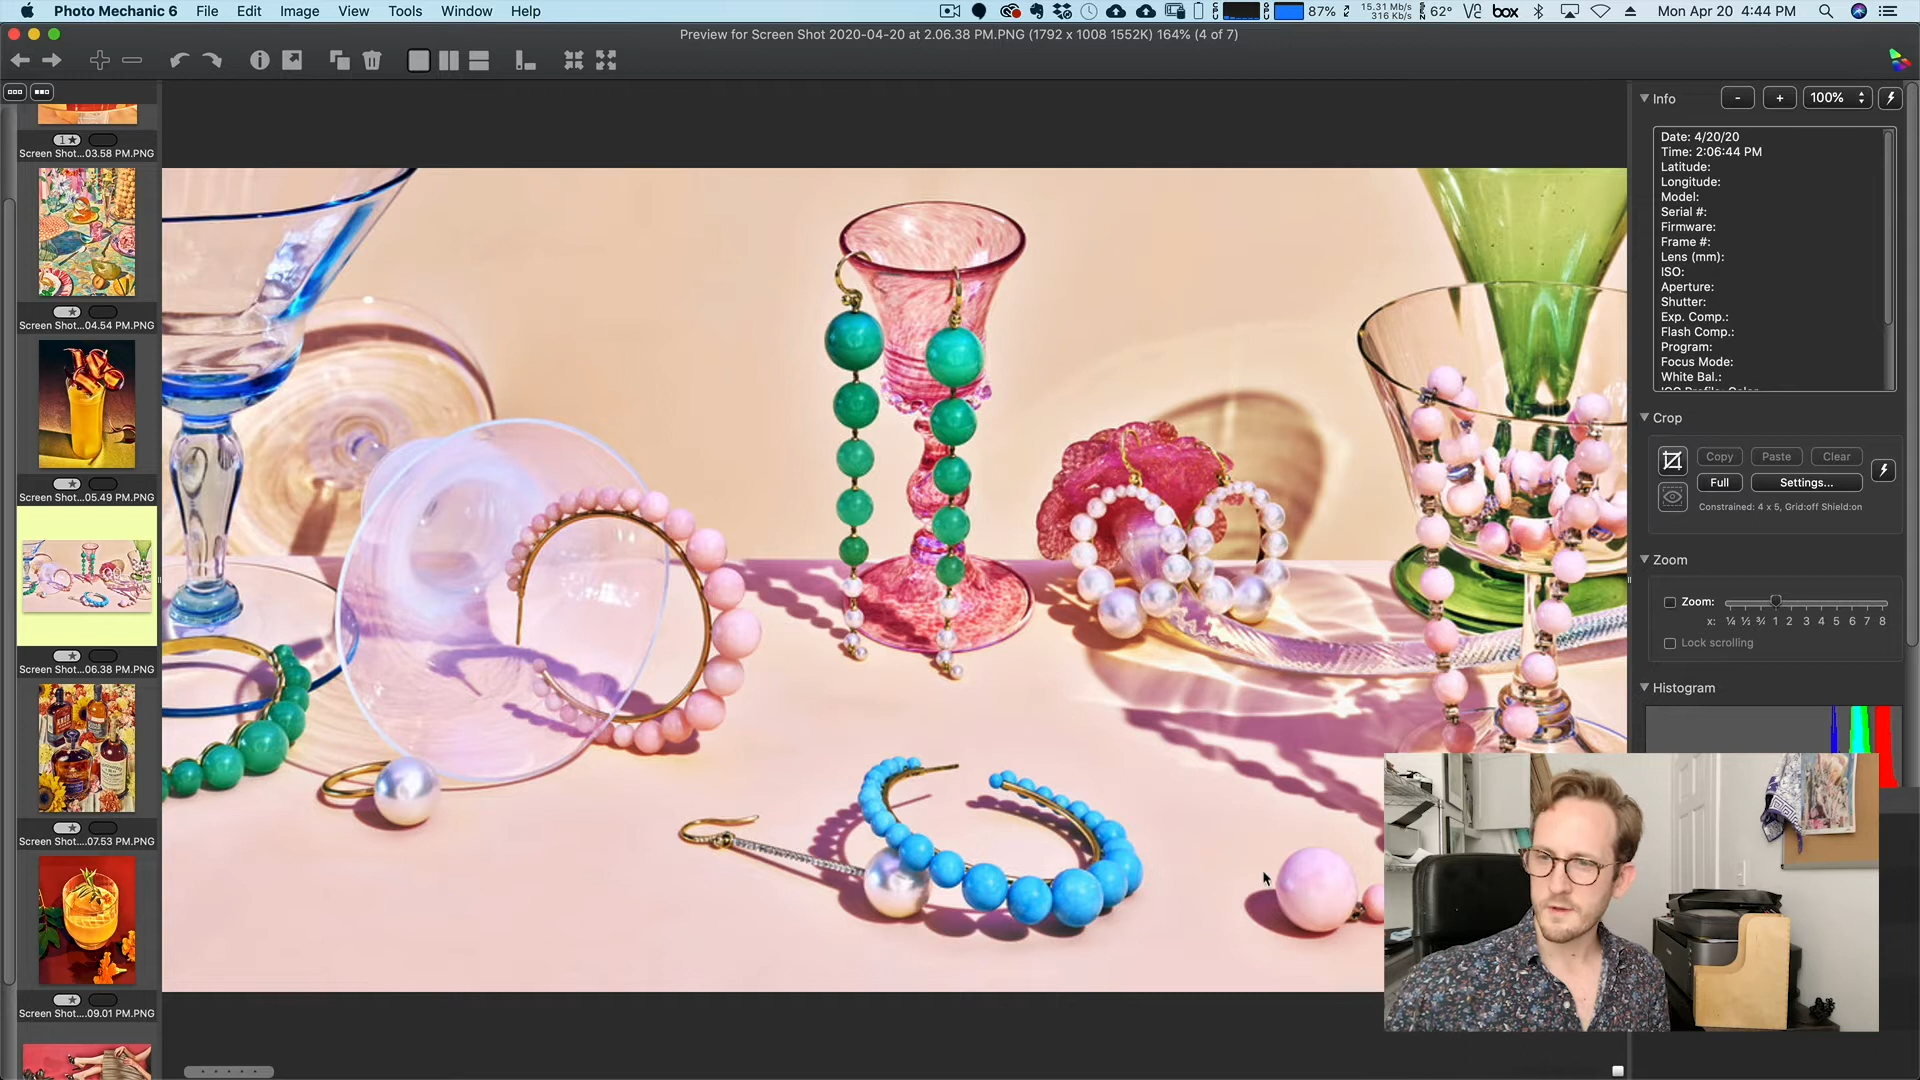 Photo Mechanic 6 File Edit Image View Tools Window Help
87% 15.31 Mb/s 316 Kb/s 62° box Mon Apr 20 4:44 PM
Preview for Screen Shot 2020-04-20 at 2.06.38 PM.PNG (1792 x 1008 1552K) 164% (4 of 7)
1★
Screen Shot....03.58 PM.PNG
Screen Shot....04.54 PM.PNG
Screen Shot....05.49 PM.PNG
Screen Shot....06.38 PM.PNG
Screen Shot....07.53 PM.PNG
Screen Shot....09.01 PM.PNG
Info - + 100%
Date: 4/20/20
Time: 2:06:44 PM
Latitude:
Longitude:
Model:
Serial #:
Firmware:
Frame #:
Lens (mm):
ISO:
Aperture:
Shutter:
Exp. Comp.:
Flash Comp.:
Program:
Focus Mode:
White Bal.:
Crop
Copy Paste Clear
Full Settings...
Constrained: 4 x 5, Grid:off Shield:on
Zoom
Zoom:
x: ¼ ½ ¾ 1 2 3 4 5 6 7 8
Lock scrolling
Histogram